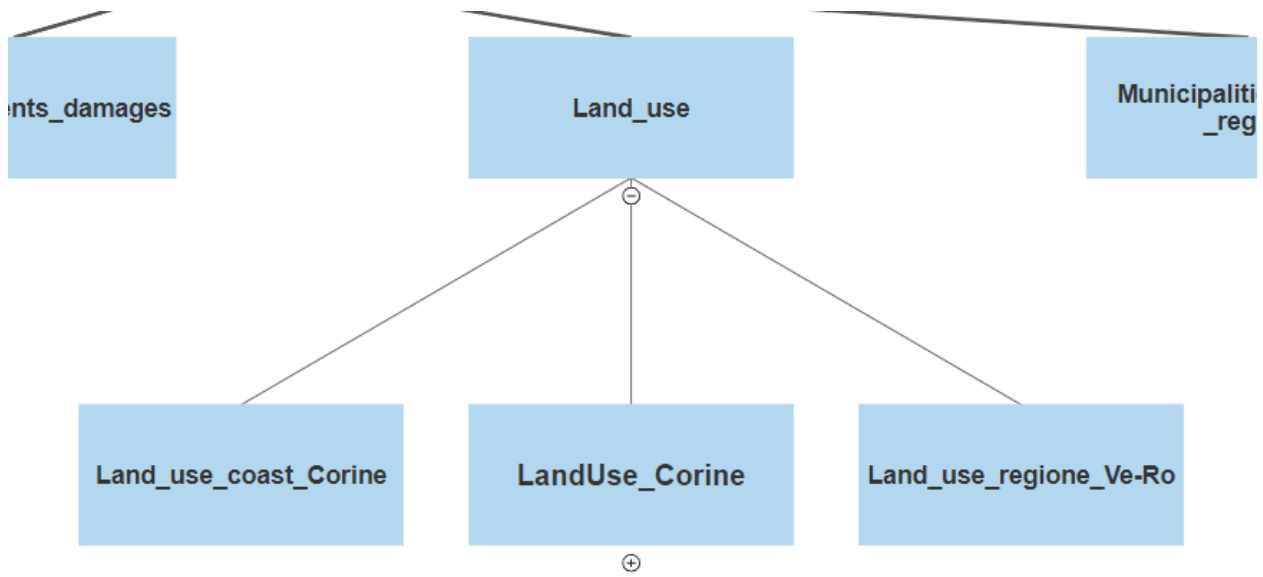 ents_damages
Land_use
Municipaliti
_reg
Land_use_coast_Corine
LandUse_Corine
Land_use_regione_Ve-Ro